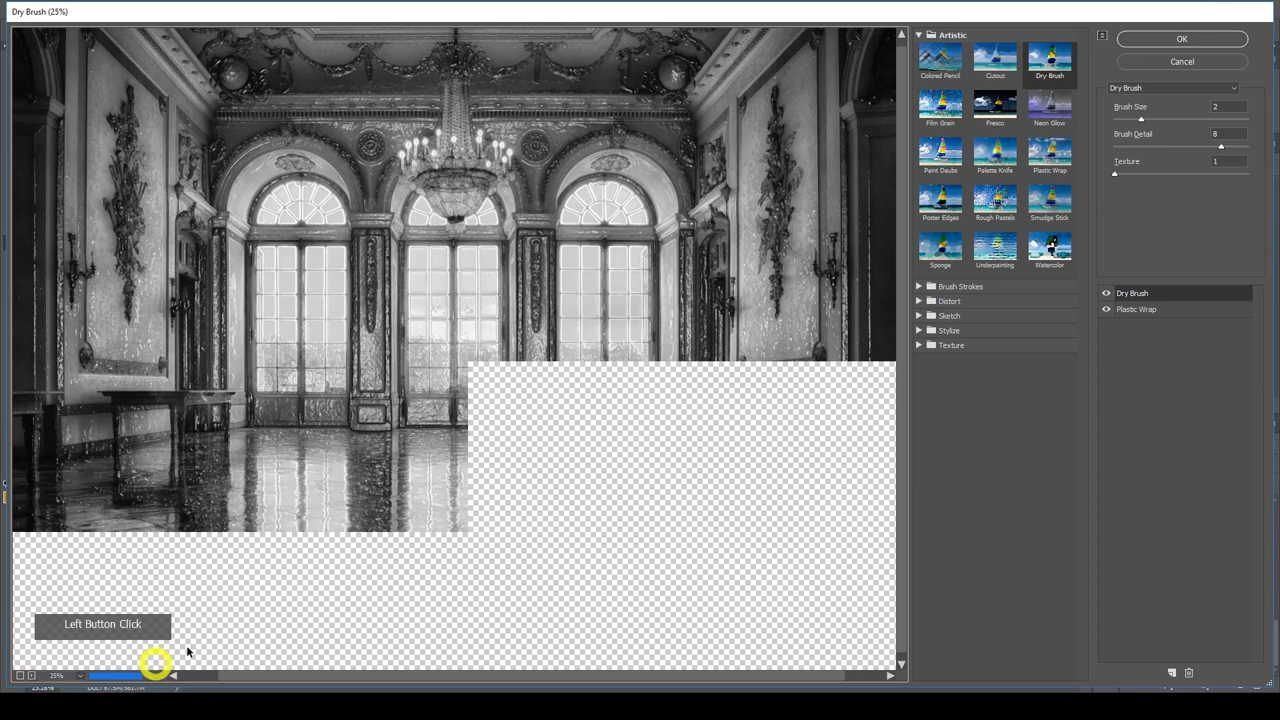 Dry Brush (25%)
Artistic
Colored Pencil
Cutout
Dry Brush
Film Grain
Fresco
Neon Glow
Paint Daubs
Palette Knife
Plastic Wrap
Poster Edges
Rough Pastels
Smudge Stick
Sponge
Underpainting
Watercolor
Brush Strokes
Distort
Sketch
Stylize
Texture
OK
Cancel
Dry Brush
Brush Size 2
Brush Detail 8
Texture 1
Dry Brush
Plastic Wrap
Left Button Click
25%